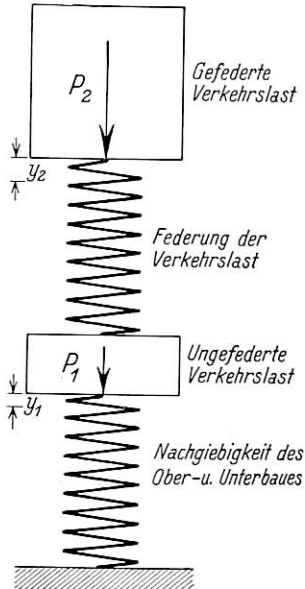 P2
Gefederte
Verkehrslast
y2
Federung der
Verkehrslast
P1
Ungefederte
Verkehrslast
y1
Nachgiebigkeit des
Ober-u. Unterbaues